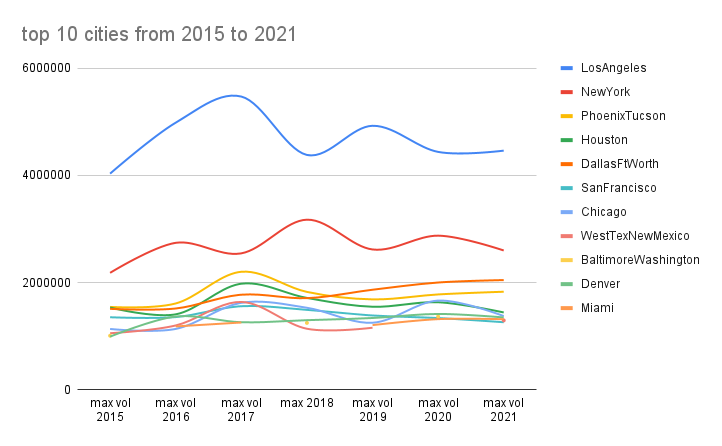 top 10 cities from 2015 to 2021
6000000
4000000
2000000
0
max vol
2015
max vol
2016
max vol
2017
max 2018
max vol
2019
max vol
2020
max vol
2021
LosAngeles
NewYork
PhoenixTucson
Houston
DallasFtWorth
SanFrancisco
Chicago
WestTexNewMexico
BaltimoreWashington
Denver
Miami